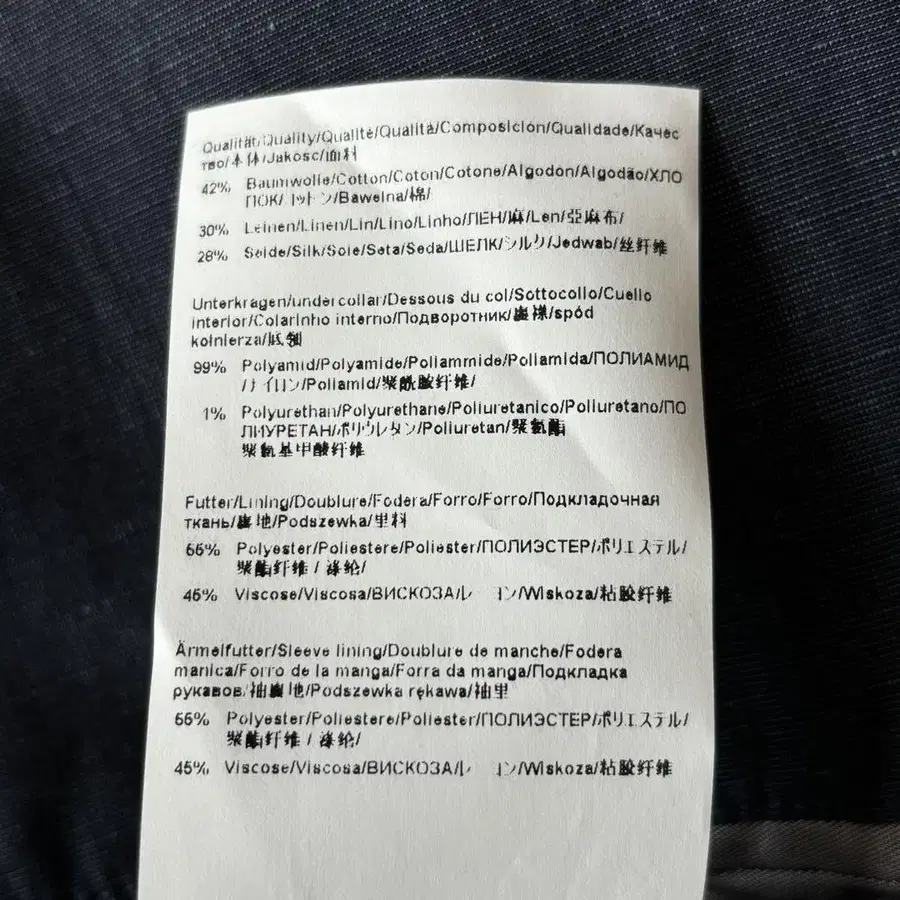 Qualität/Quality/Qualité/Qualità/Composición/Qualidade/Качес
тво/本体/Jakosc/面料
42% Baumwolle/Cotton/Coton/Cotone/Algodón/Algodão/ХЛО
ПОК/コットン/Bawelna/棉/
30% Leinen/Linen/Lin/Lino/Linho/ЛЕН/麻/Len/亞麻布/
28% Seide/Silk/Soie/Seta/Seda/ШЕЛК/シルク/Jedwab/丝纤维
Unterkragen/undercollar/Dessous du col/Sottocollo/Cuello
interior/Colarinho interno/Подворотник/裏襟/spód
kołnierza/底领
99% Polyamid/Polyamide/Poliammide/Poliamida/ПОЛИАМИД
/ナイロン/Poliamid/聚酰胺纤维/
1% Polyurethan/Polyurethane/Poliuretanico/Poliuretano/ПО
ЛИУРЕТАН/ポリウレタン/Poliuretan/聚氨酯
聚氨基甲酸纤维
Futter/Lining/Doublure/Fodera/Forro/Forro/Подкладочная
ткань/裏地/Podszewka/里料
55% Polyester/Poliestere/Poliester/ПОЛИЭСТЕР/ポリエステル/
聚酯纤维 / 涤纶/
45% Viscose/Viscosa/ВИСКОЗА/レ ヨン/Wiskoza/粘胶纤维
Ärmelfutter/Sleeve lining/Doublure de manche/Fodera
manica/Forro de la manga/Forra da manga/Подкладка
рукавов/袖裏地/Podszewka rękawa/袖里
55% Polyester/Poliestere/Poliester/ПОЛИЭСТЕР/ポリエステル/
聚酯纤维 / 涤纶/
45% Viscose/Viscosa/ВИСКОЗА/レ ヨン/Wiskoza/粘胶纤维